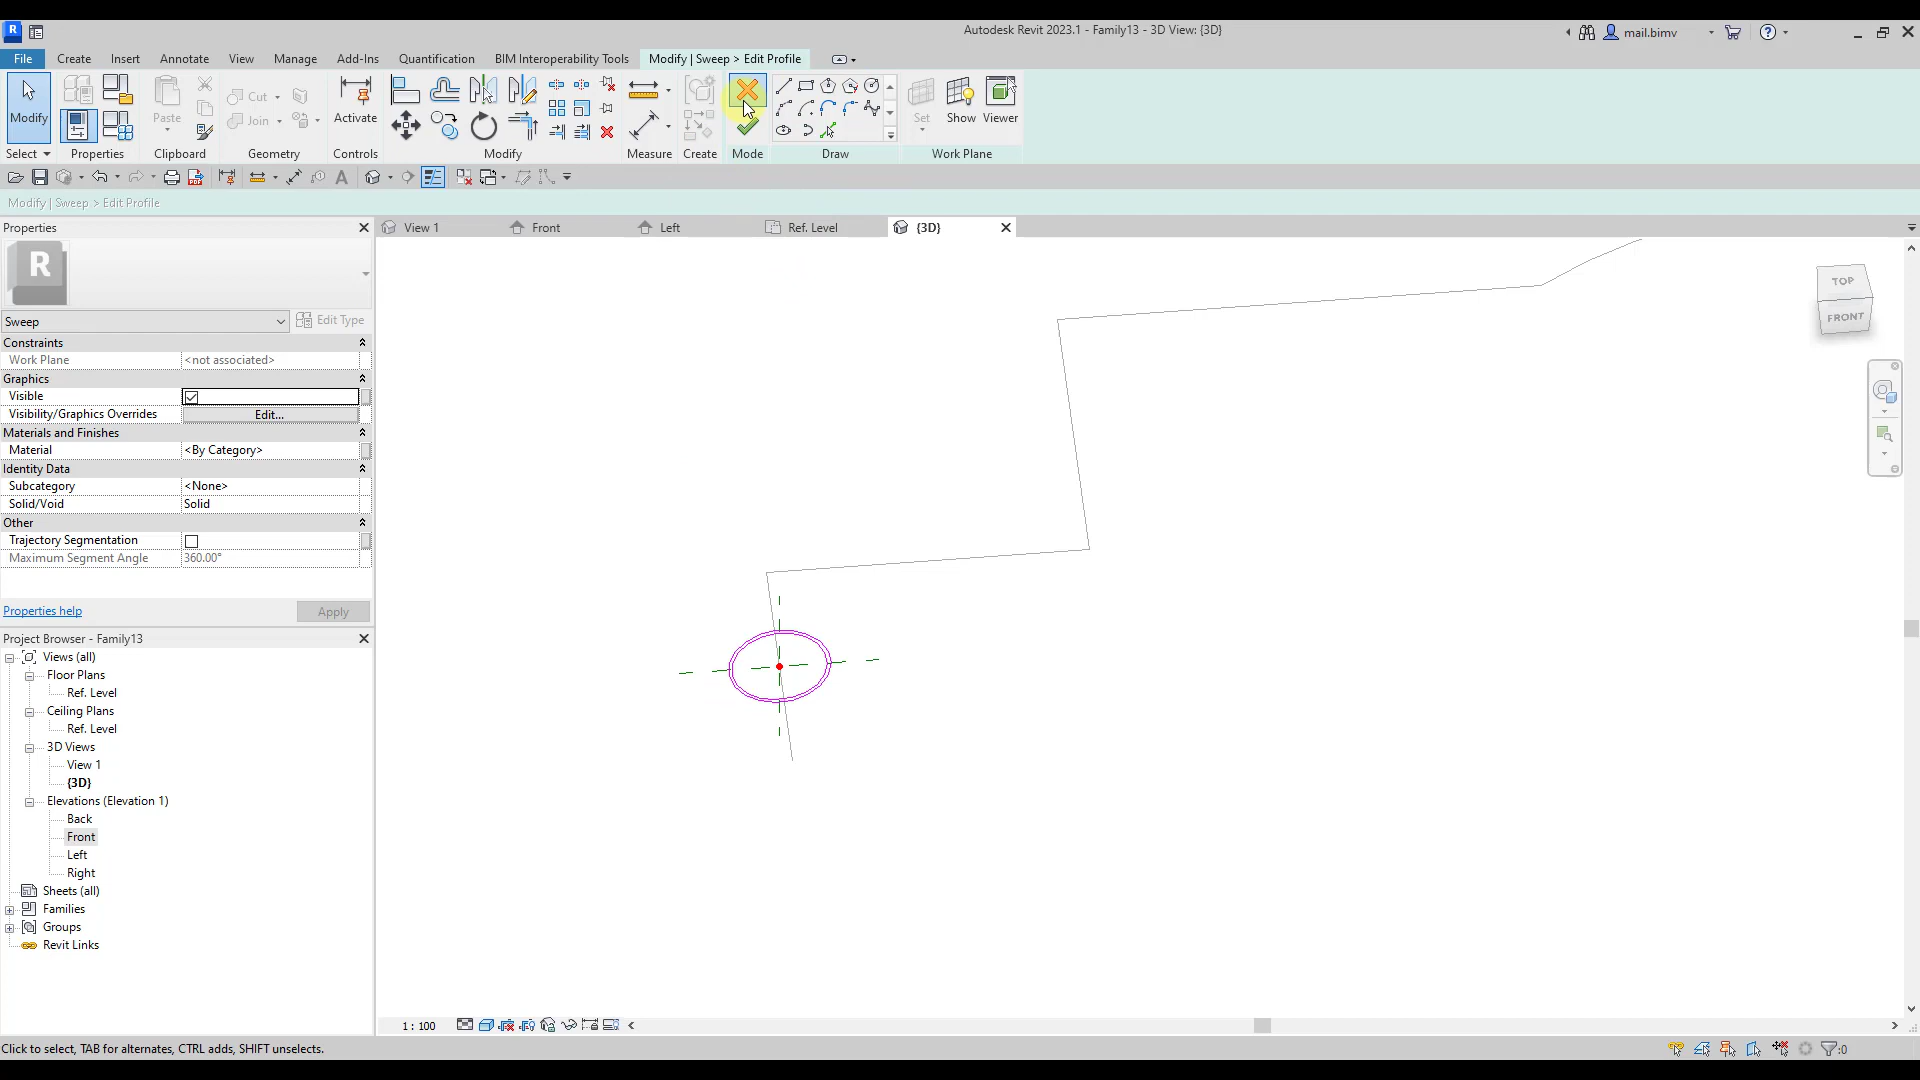 R
Autodesk Revit 2023.1 - Family13 - 3D View: {3D}
mail.bimv
File Create Insert Annotate View Manage Add-Ins Quantification BIM Interoperability Tools Modify | Sweep > Edit Profile
Modify
Paste
Cut
Join
Activate
Set
Show
Viewer
Select Properties Clipboard Geometry Controls Modify Measure Create Mode Draw Work Plane
Modify | Sweep > Edit Profile
Properties
View 1
Front
Left
Ref. Level
{3D}
R
Sweep
Edit Type
Constraints
Work Plane <not associated>
Graphics
Visible
Visibility/Graphics Overrides Edit...
Materials and Finishes
Material <By Category>
Identity Data
Subcategory <None>
Solid/Void Solid
Other
Trajectory Segmentation
Maximum Segment Angle 360.00°
Properties help
Apply
Project Browser - Family13
Views (all)
Floor Plans
Ref. Level
Ceiling Plans
Ref. Level
3D Views
View 1
{3D}
Elevations (Elevation 1)
Back
Front
Left
Right
Sheets (all)
Families
Groups
Revit Links
TOP
FRONT
1 : 100
Click to select, TAB for alternates, CTRL adds, SHIFT unselects.
:0